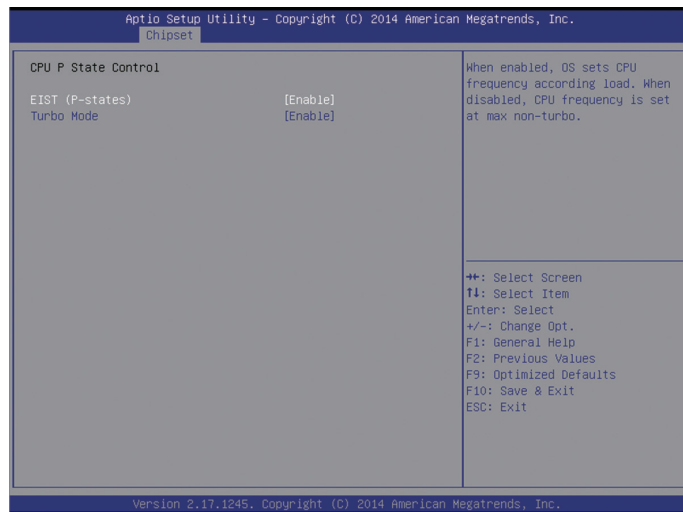 Aptio Setup Utility – Copyright (C) 2014 American Megatrends, Inc.
Chipset
CPU P State Control
EIST (P-states) [Enable]
Turbo Mode [Enable]
When enabled, OS sets CPU
frequency according load. When
disabled, CPU frequency is set
at max non-turbo.
→←: Select Screen
↑↓: Select Item
Enter: Select
+/-: Change Opt.
F1: General Help
F2: Previous Values
F9: Optimized Defaults
F10: Save & Exit
ESC: Exit
Version 2.17.1245. Copyright (C) 2014 American Megatrends, Inc.